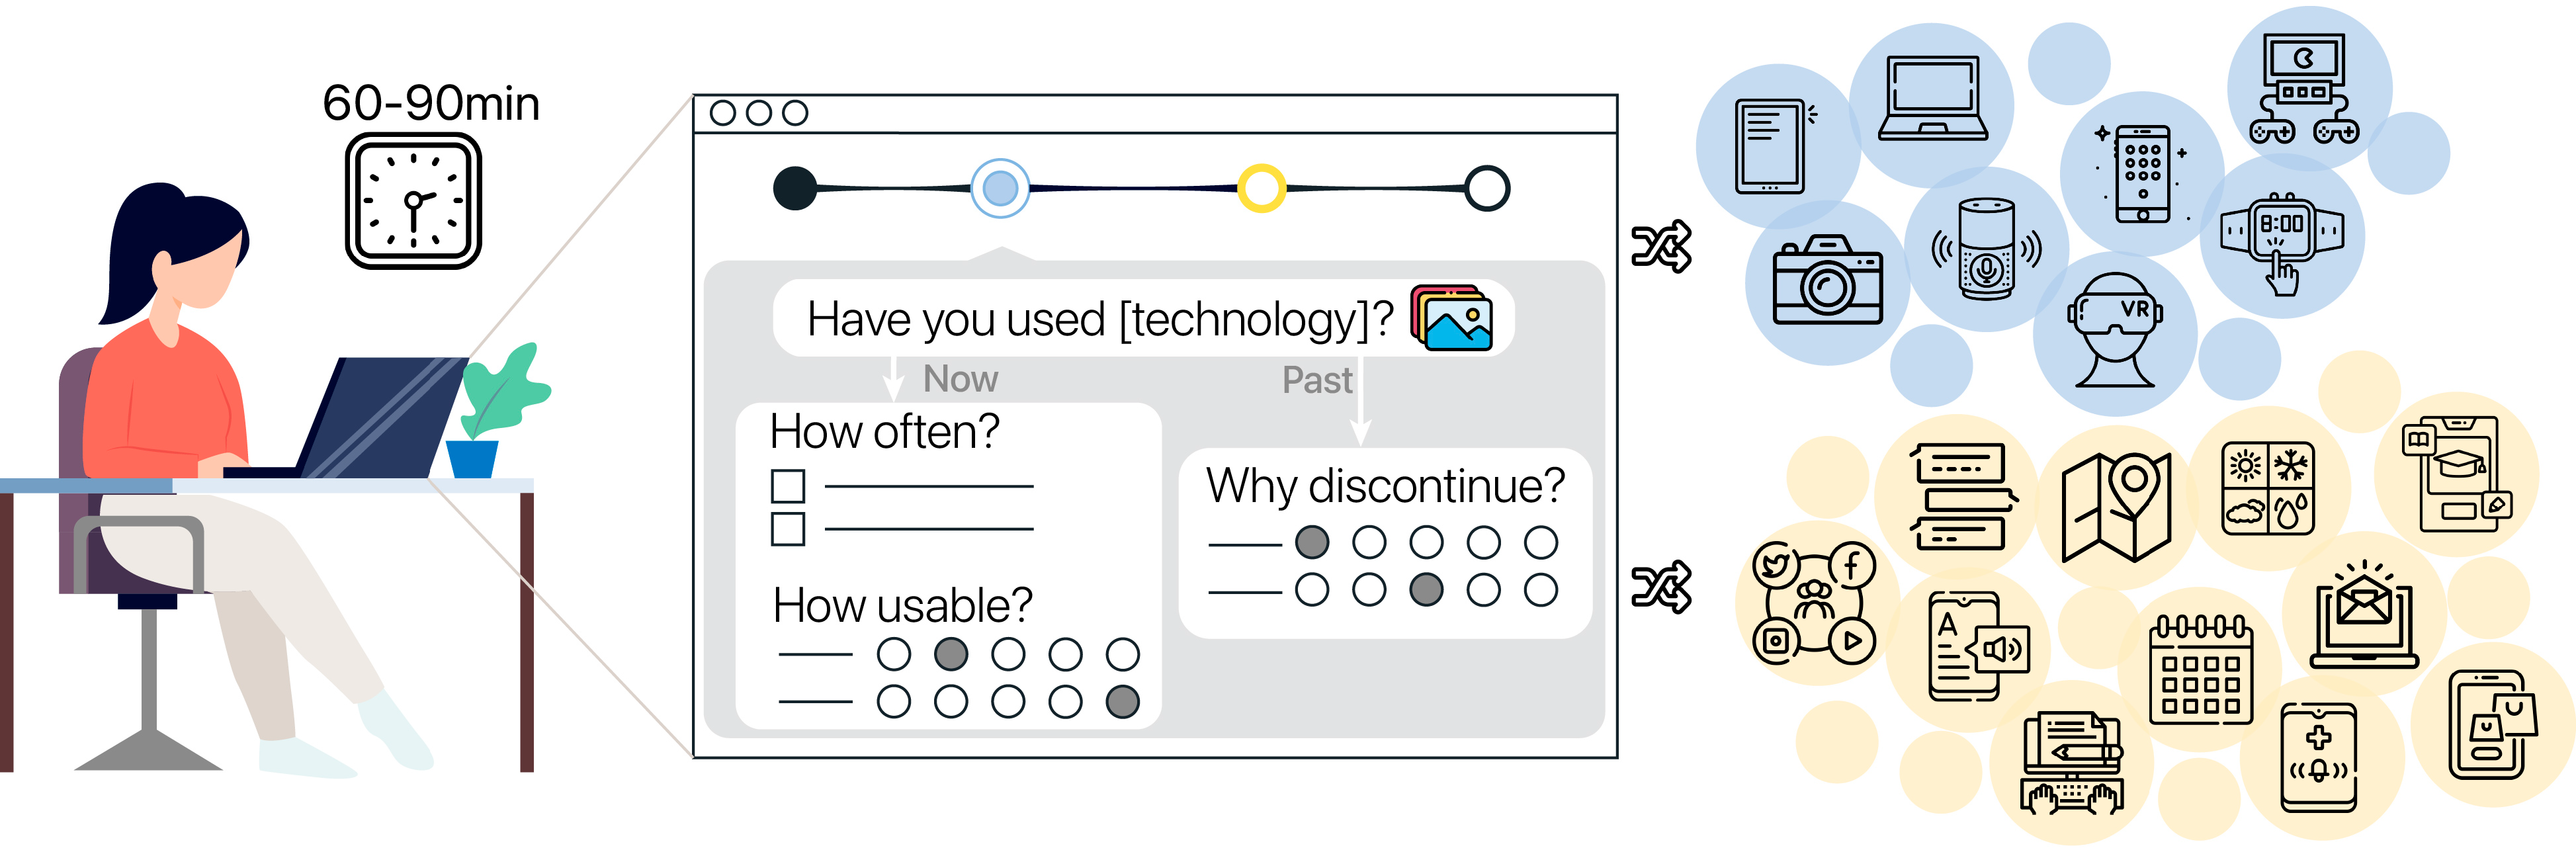 60-90min
Have you used [technology]?
Now
Past
How often?
Why discontinue?
How usable?
8:00
VR
A